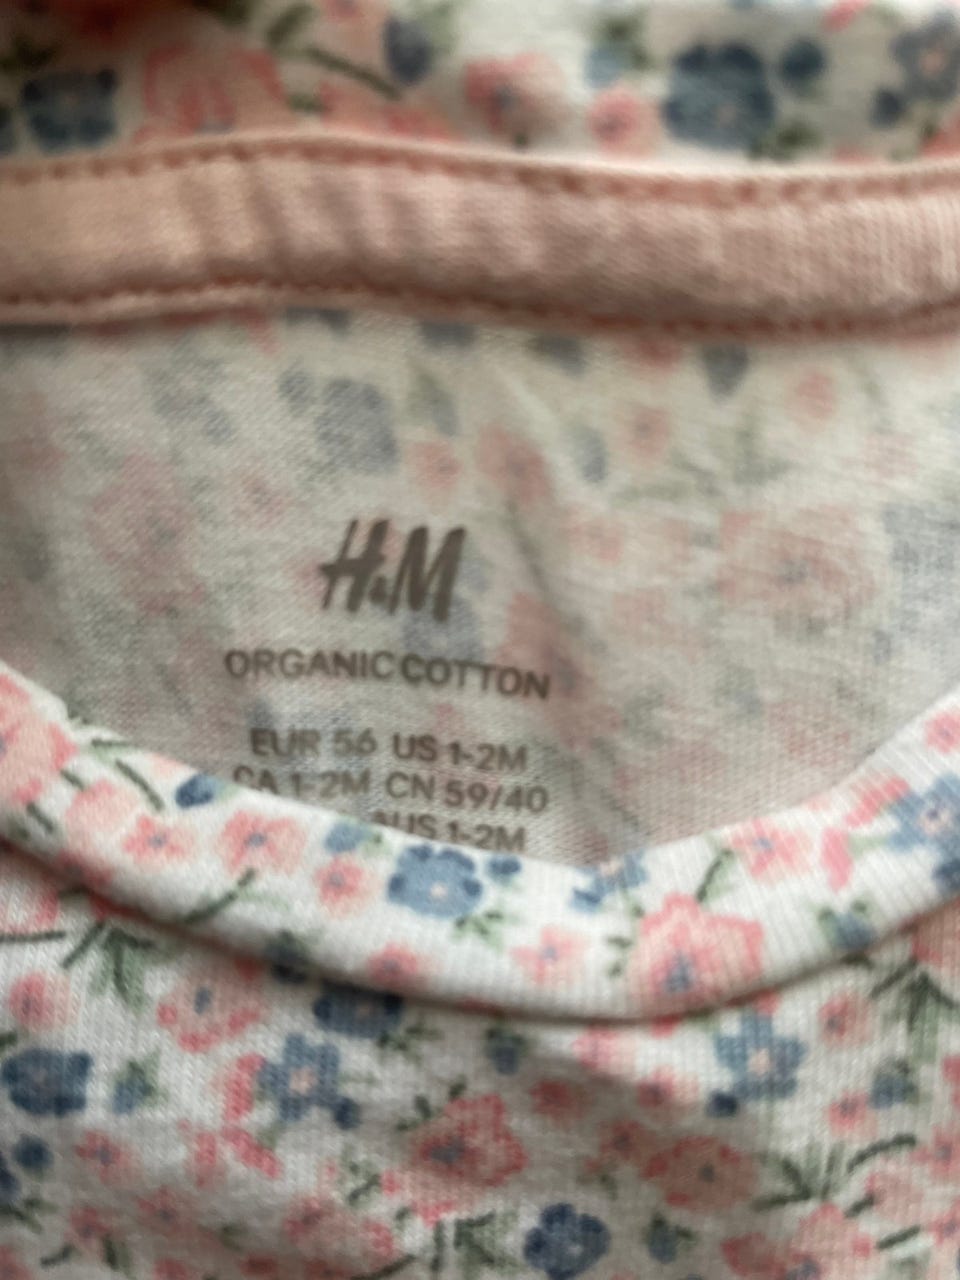 H&M
ORGANIC COTTON
EUR 56 US 1-2M
CA 1-2M CN 59/40
AUS 1-2M